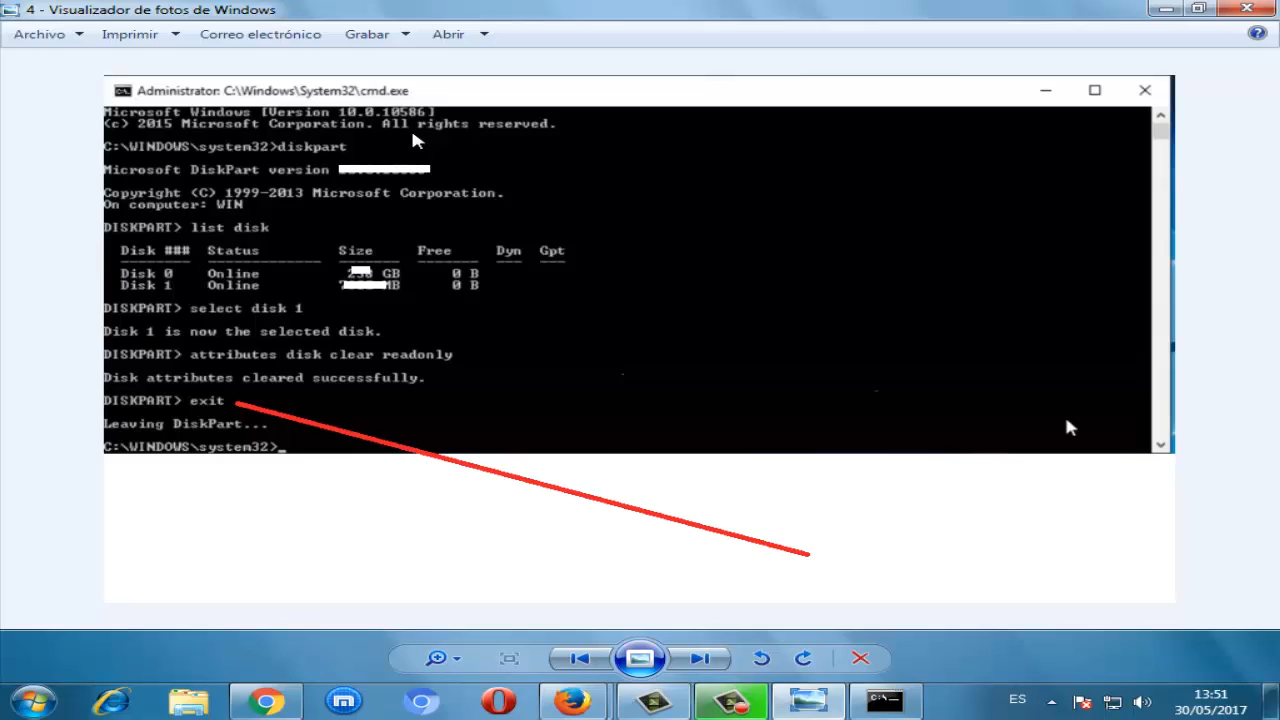 4 - Visualizador de fotos de Windows
Archivo Imprimir Correo electrónico Grabar Abrir
Administrator: C:\Windows\System32\cmd.exe
Microsoft Windows [Version 10.0.10586]
(c) 2015 Microsoft Corporation. All rights reserved.
C:\WINDOWS\system32>diskpart
Microsoft DiskPart version
Copyright (C) 1999-2013 Microsoft Corporation.
On computer: WIN
DISKPART> list disk
Disk ### Status Size Free Dyn Gpt
Disk 0 Online GB 0 B
Disk 1 Online MB 0 B
DISKPART> select disk 1
Disk 1 is now the selected disk.
DISKPART> attributes disk clear readonly
Disk attributes cleared successfully.
DISKPART> exit
Leaving DiskPart...
C:\WINDOWS\system32>_
ES
13:51
30/05/2017